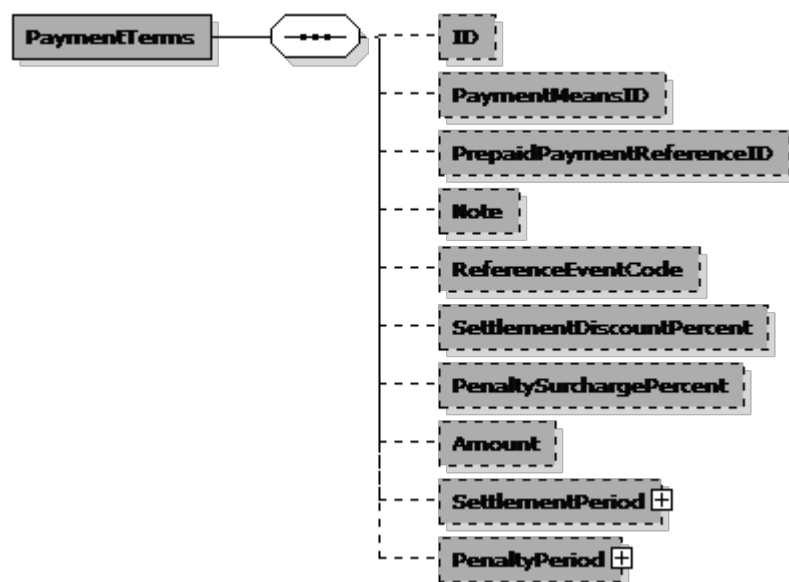 PaymentTerms
ID
PaymentMeansID
PrepaidPaymentReferenceID
Note
ReferenceEventCode
SettlementDiscountPercent
PenaltySurchargePercent
Amount
SettlementPeriod
PenaltyPeriod